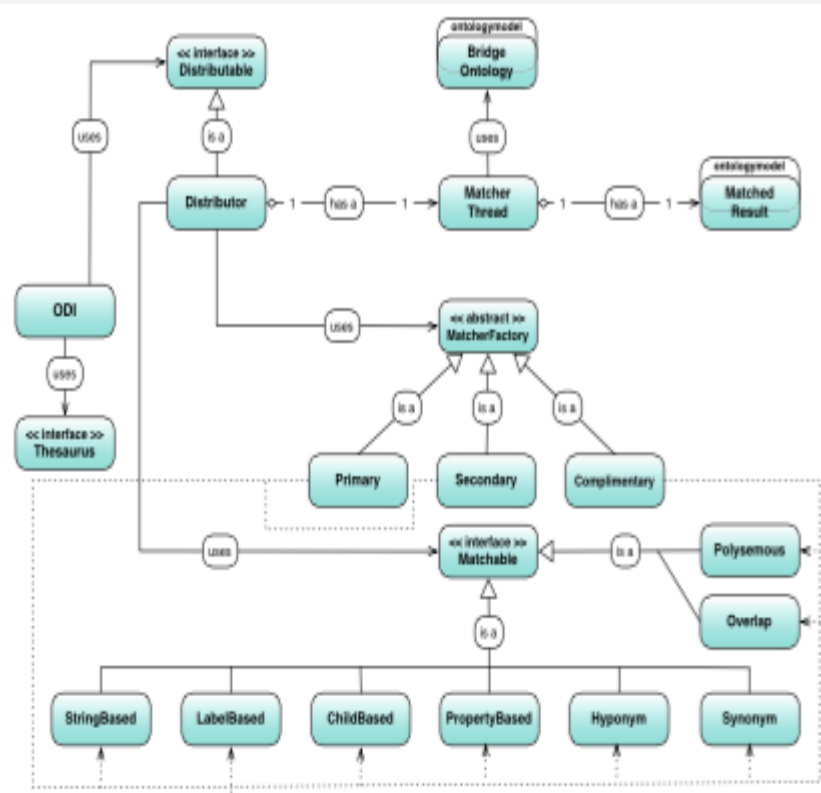 << interface >>
Distributable
ontologymodel
Bridge
Ontology
uses
is a
uses
ontologymodel
Distributor
1
has a
1
Matcher
Thread
1
has a
1
Matched
Result
ODI
uses
<< abstract >>
MatcherFactory
uses
is a
is a
is a
<< interface >>
Thesaurus
Primary
Secondary
Complimentary
uses
<< interface >>
Matchable
is a
Polysemous
Overlap
is a
StringBased
LabelBased
ChildBased
PropertyBased
Hyponym
Synonym